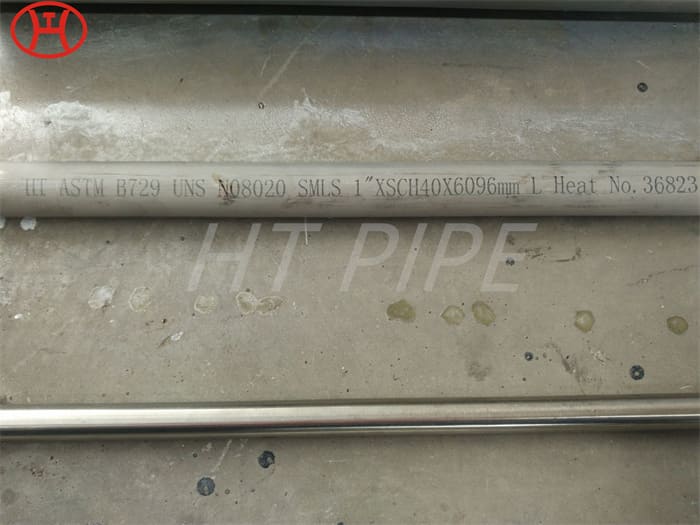 HT ASTM B729 UNS N08020 SMLS 1"XSCH40X6096mm L Heat No.36823
HT PIPE